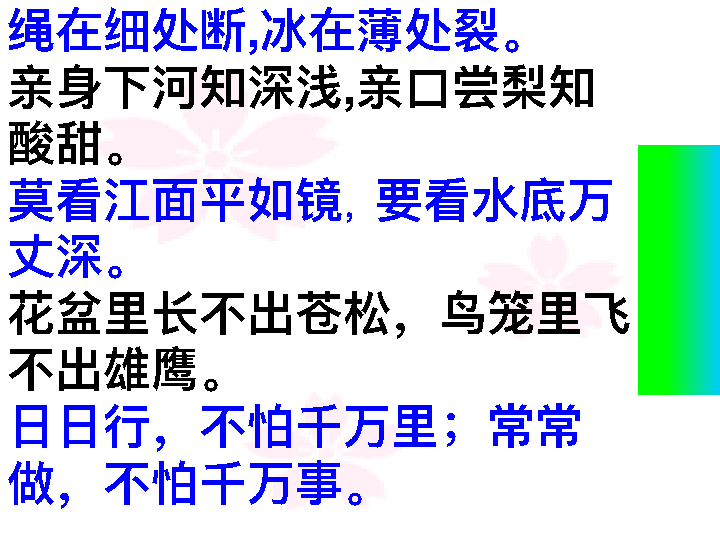 绳在细处断,冰在薄处裂。
亲身下河知深浅,亲口尝梨知
酸甜。
莫看江面平如镜, 要看水底万
丈深。
花盆里长不出苍松，鸟笼里飞
不出雄鹰。
日日行，不怕千万里；常常
做，不怕千万事。